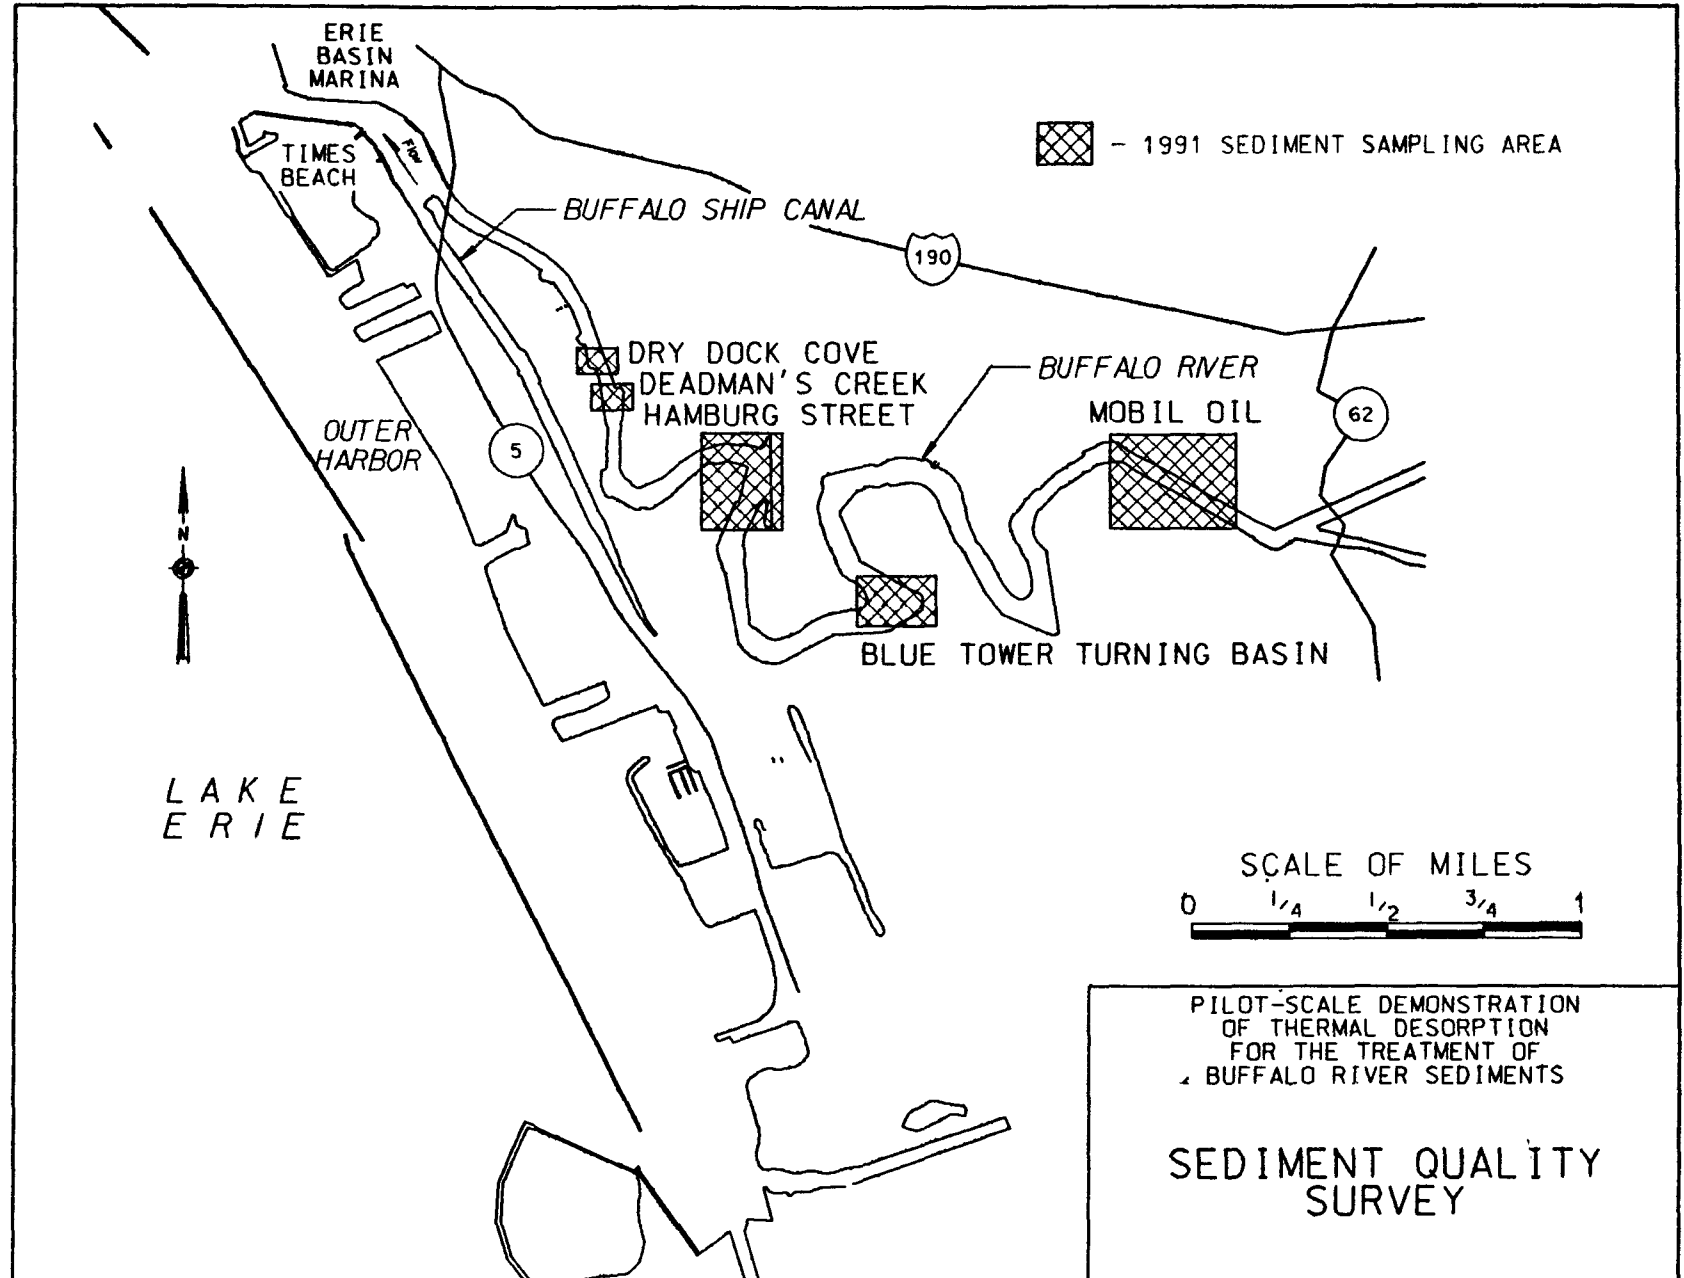 ERIE
BASIN
MARINA
TIMES
BEACH
Flow
- 1991 SEDIMENT SAMPLING AREA
BUFFALO SHIP CANAL
190
DRY DOCK COVE
DEADMAN'S CREEK
HAMBURG STREET
BUFFALO RIVER
MOBIL OIL
62
OUTER
HARBOR
5
N
BLUE TOWER TURNING BASIN
LAKE
ERIE
SCALE OF MILES
0 1/4 1/2 3/4 1
PILOT-SCALE DEMONSTRATION
OF THERMAL DESORPTION
FOR THE TREATMENT OF
BUFFALO RIVER SEDIMENTS
SEDIMENT QUALITY
SURVEY